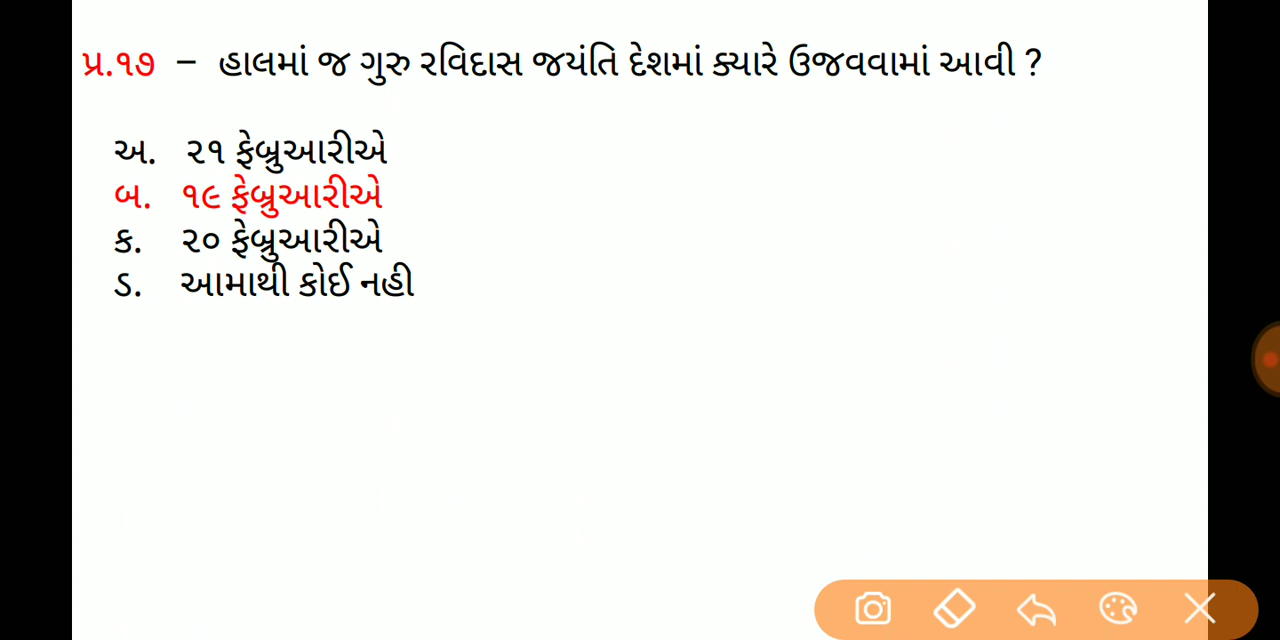 પ્ર.૧૭ – હાલમાં જ ગુરુ રવિદાસ જયંતિ દેશમાં ક્યારે ઉજવવામાં આવી ?
અ. ૨૧ ફેબ્રુઆરીએ
બ. ૧૯ ફેબ્રુઆરીએ
ક. ૨૦ ફેબ્રુઆરીએ
ડ. આમાથી કોઈ નહી